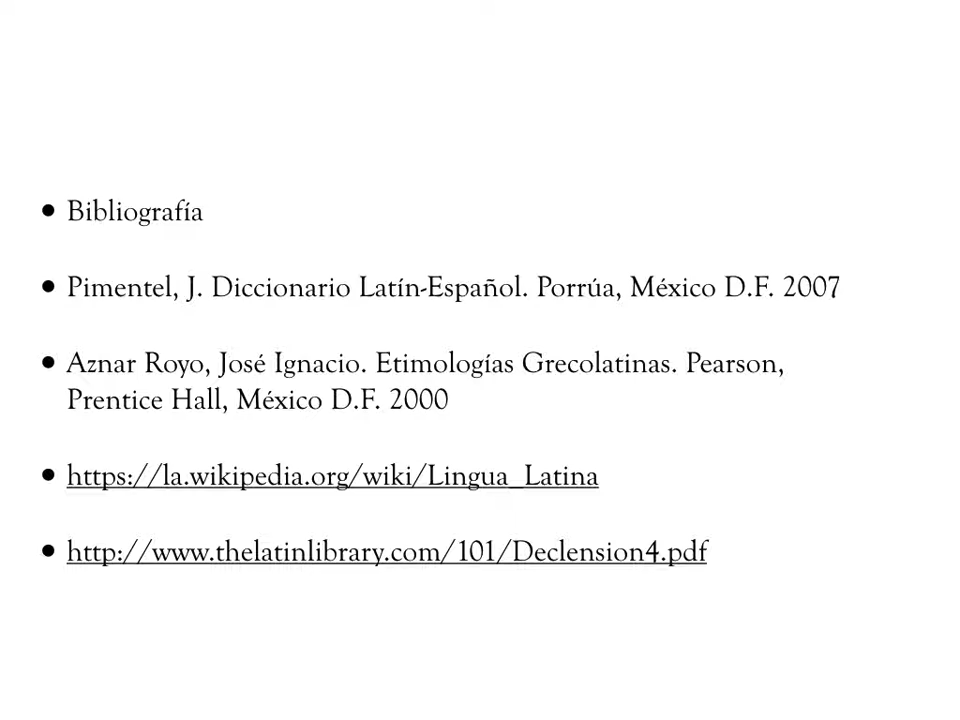 • Bibliografía
• Pimentel, J. Diccionario Latín-Español. Porrúa, México D.F. 2007
• Aznar Royo, José Ignacio. Etimologías Grecolatinas. Pearson,
Prentice Hall, México D.F. 2000
• https://la.wikipedia.org/wiki/Lingua_Latina
• http://www.thelatinlibrary.com/101/Declension4.pdf